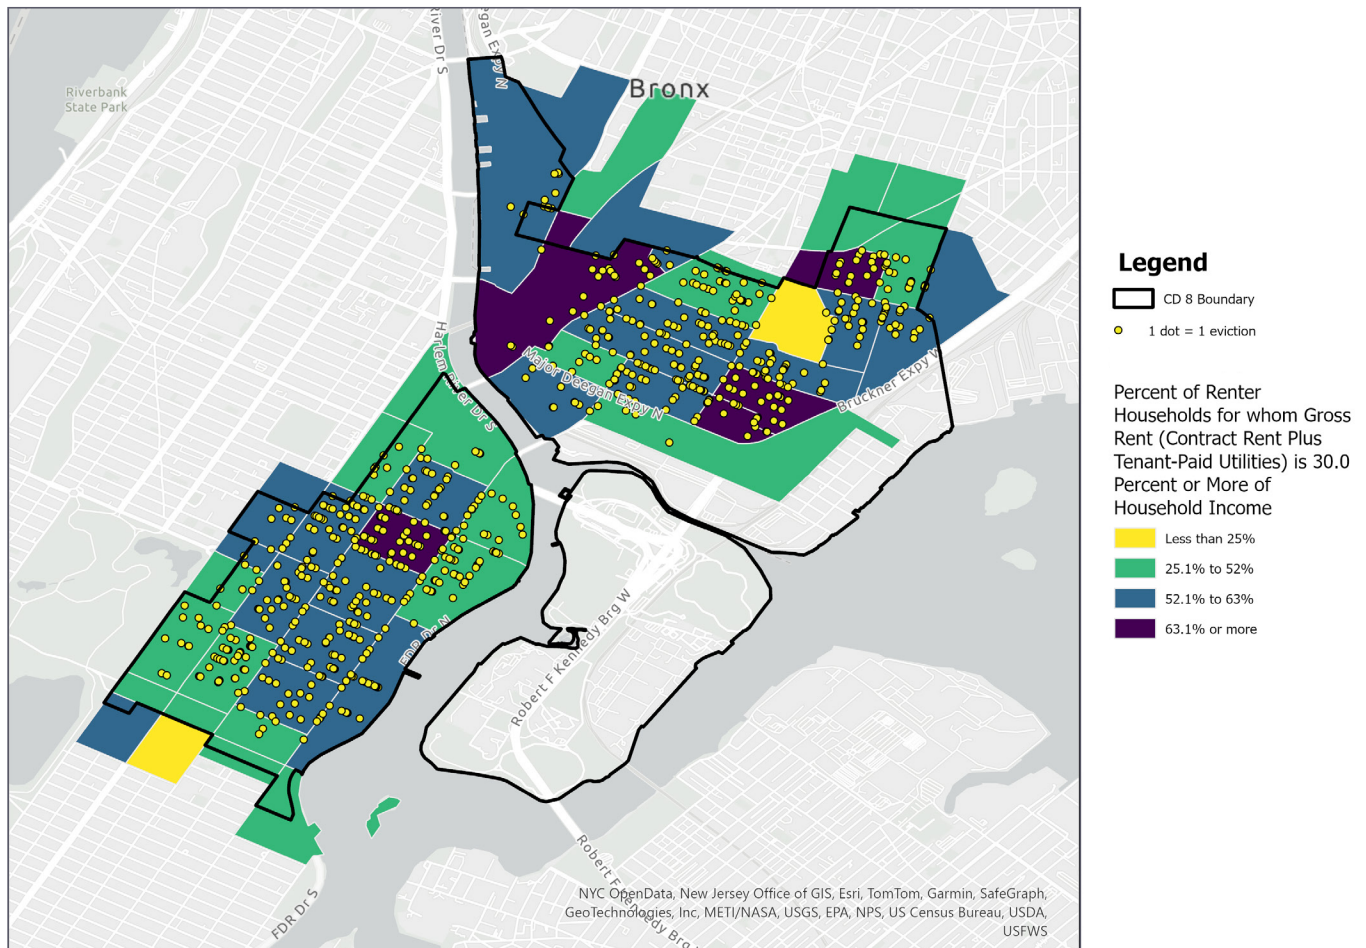 River Dr S
egan Expy N
Riverbank
State Park
Bronx
Harlem River Dr S
Major Deegan Expy N
Bruckner Expy W
FDR Dr N
Robert F Kennedy Brg W
Robert F Kennedy Brg
FDR Dr S
NYC OpenData, New Jersey Office of GIS, Esri, TomTom, Garmin, SafeGraph,
GeoTechnologies, Inc, METI/NASA, USGS, EPA, NPS, US Census Bureau, USDA,
USFWS
Legend
CD 8 Boundary
1 dot = 1 eviction
Percent of Renter
Households for whom Gross
Rent (Contract Rent Plus
Tenant-Paid Utilities) is 30.0
Percent or More of
Household Income
Less than 25%
25.1% to 52%
52.1% to 63%
63.1% or more